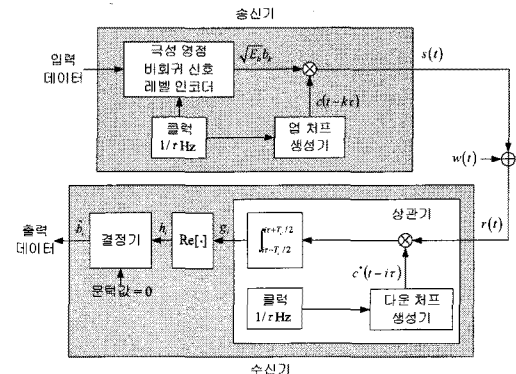 송신기
입력
데이터
극성 영점
비회귀 신호
레벨 인코더
√E_b b_k
s(t)
c(t-kτ)
클럭
1/τ Hz
업 처프
생성기
w(t)
상관기
r(t)
출력
데이터
b̂_i
결정기
h_i
Re[·]
g_i
∫
iτ+T_c/2
iτ-T_c/2
c*(t-iτ)
문턱값=0
클럭
1/τ Hz
다운 처프
생성기
수신기